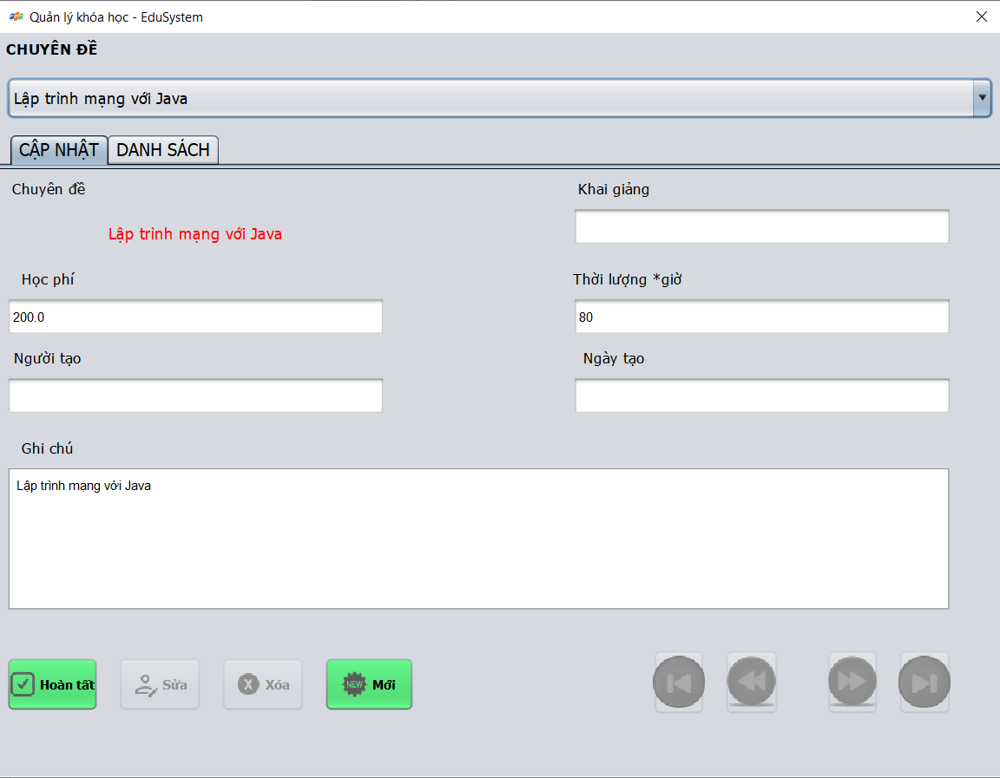 Quản lý khóa học - EduSystem
CHUYÊN ĐỀ
Lập trình mạng với Java
CẬP NHẬT DANH SÁCH
Chuyên đề
Khai giảng
Lập trình mạng với Java
Học phí
Thời lượng *giờ
200.0
80
Người tạo
Ngày tạo
Ghi chú
Lập trình mạng với Java
Hoàn tất
Sửa
X Xóa
NEW Mới